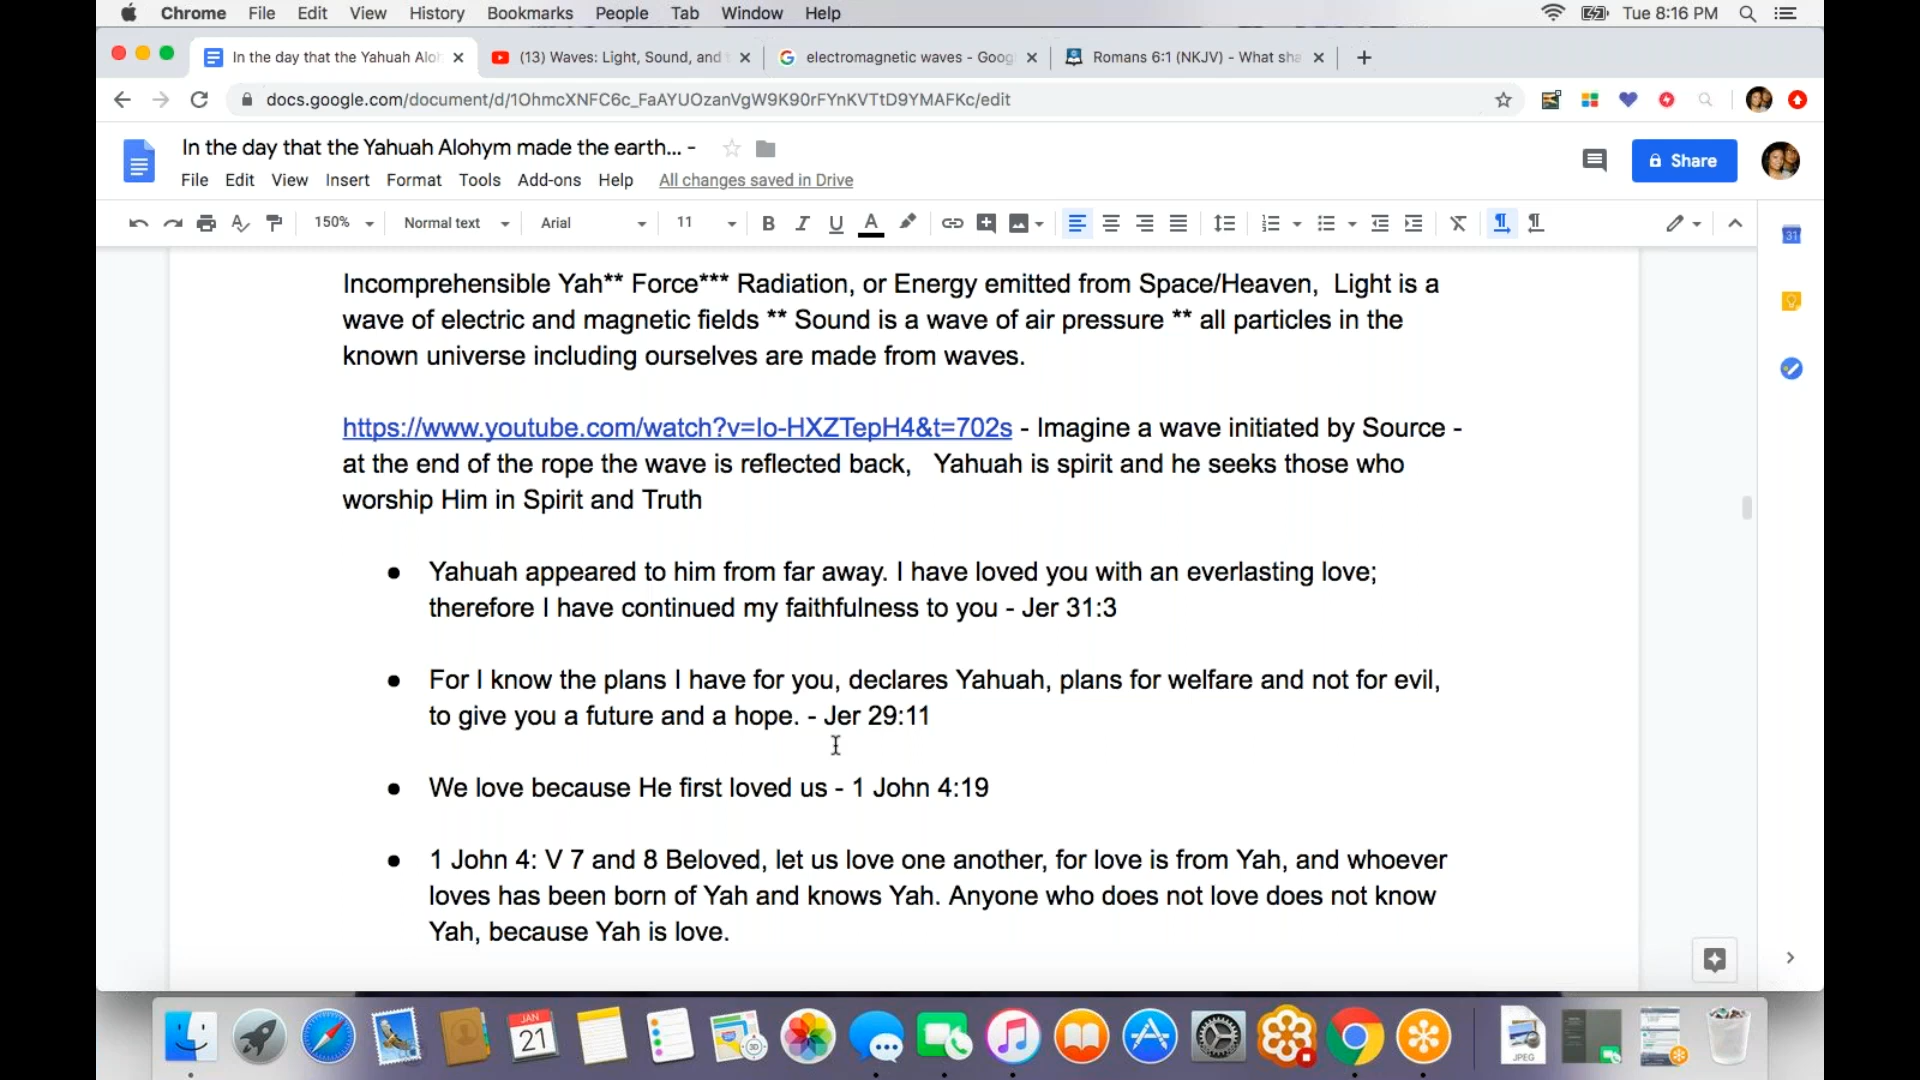 Chrome File Edit View History Bookmarks People Tab Window Help Tue 8:16 PM
In the day that the Yahuah Aloh (13) Waves: Light, Sound, and electromagnetic waves - Goog Romans 6:1 (NKJV) - What sha
docs.google.com/document/d/1OhmcXNFC6c_FaAYUOzanVgW9K90rFYnKVTtD9YMAFKc/edit
In the day that the Yahuah Alohym made the earth... -
File Edit View Insert Format Tools Add-ons Help All changes saved in Drive
Share
150% Normal text Arial 11 B I U A
31
Incomprehensible Yah** Force*** Radiation, or Energy emitted from Space/Heaven, Light is a
wave of electric and magnetic fields ** Sound is a wave of air pressure ** all particles in the
known universe including ourselves are made from waves.
https://www.youtube.com/watch?v=Io-HXZTepH4&t=702s - Imagine a wave initiated by Source -
at the end of the rope the wave is reflected back, Yahuah is spirit and he seeks those who
worship Him in Spirit and Truth
● Yahuah appeared to him from far away. I have loved you with an everlasting love;
therefore I have continued my faithfulness to you - Jer 31:3
● For I know the plans I have for you, declares Yahuah, plans for welfare and not for evil,
to give you a future and a hope. - Jer 29:11
● We love because He first loved us - 1 John 4:19
● 1 John 4: V 7 and 8 Beloved, let us love one another, for love is from Yah, and whoever
loves has been born of Yah and knows Yah. Anyone who does not love does not know
Yah, because Yah is love.
JAN
21
3D
JPEG